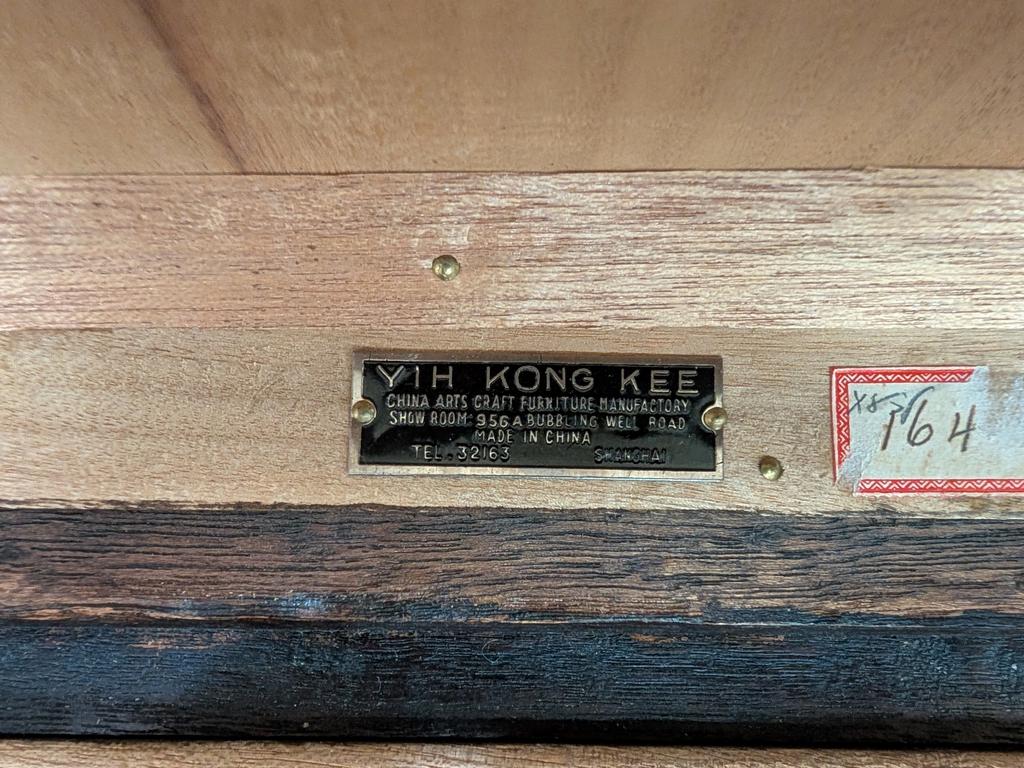 YIH KONG KEE
CHINA ARTS CRAFT FURNITURE MANUFACTORY
SHOW ROOM 956A BUBBLING WELL ROAD
MADE IN CHINA
TEL. 32163 SHANGHAI
164